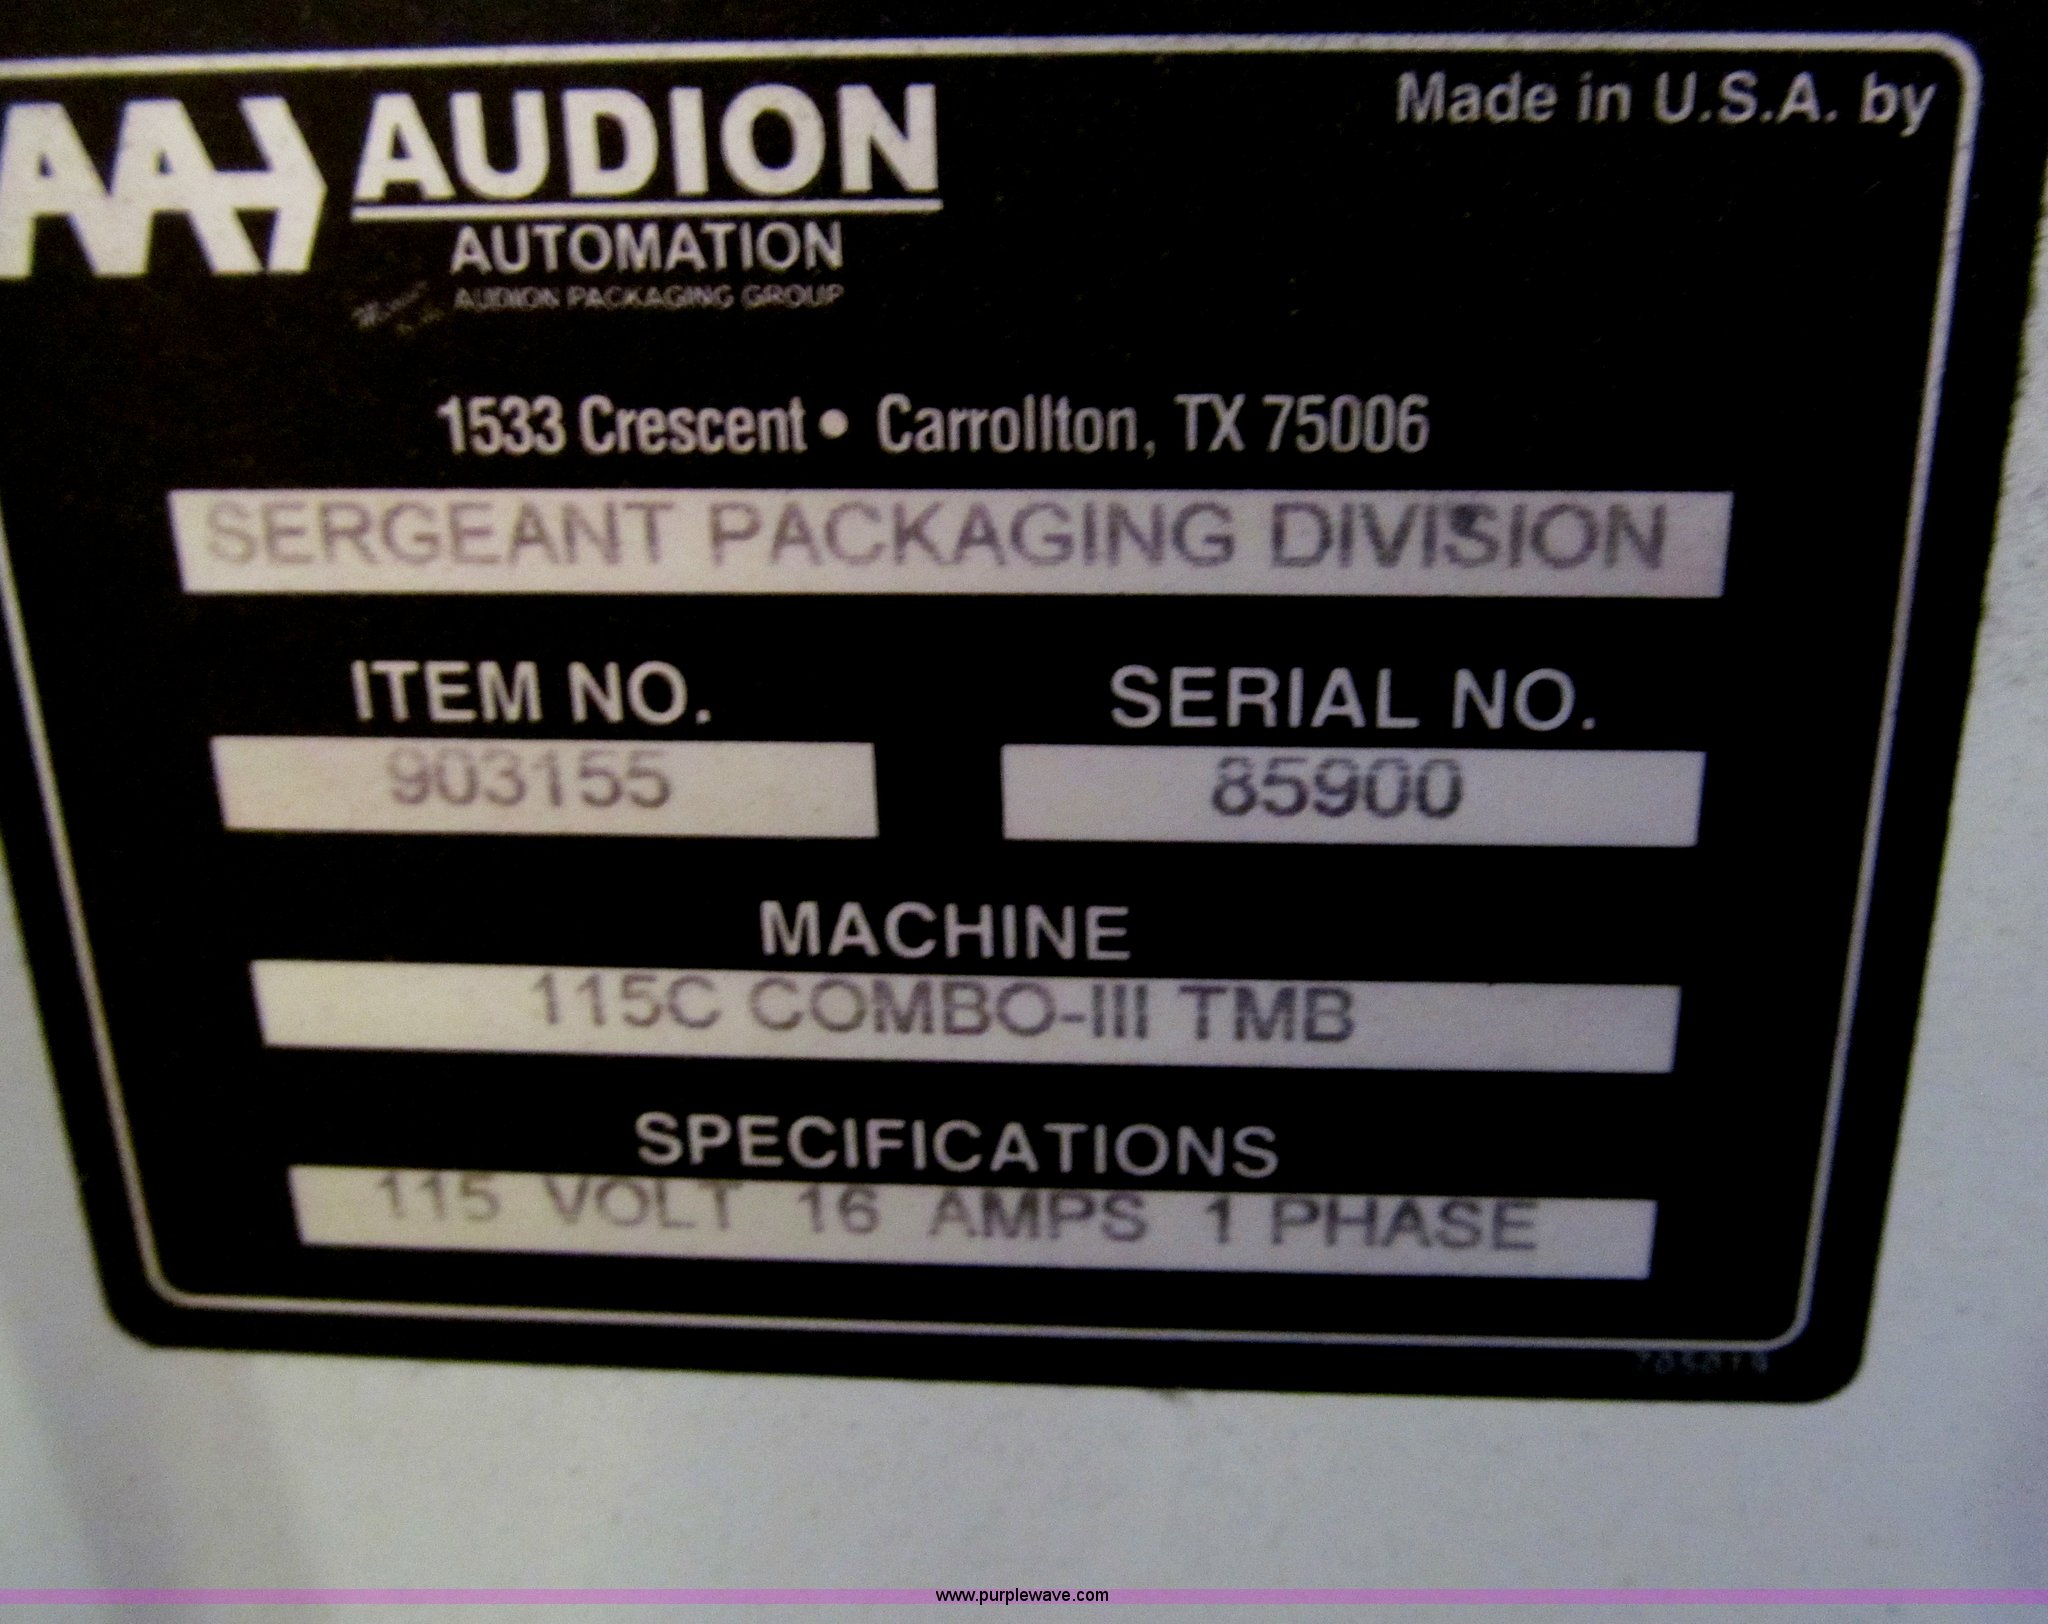 Made in U.S.A. by
AUDION
AUTOMATION
AUDION PACKAGING GROUP
1533 Crescent • Carrollton, TX 75006
SERGEANT PACKAGING DIVISION
ITEM NO. SERIAL NO.
903155 85900
MACHINE
115C COMBO-III TMB
SPECIFICATIONS
115 VOLT 16 AMPS 1 PHASE
www.purplewave.com